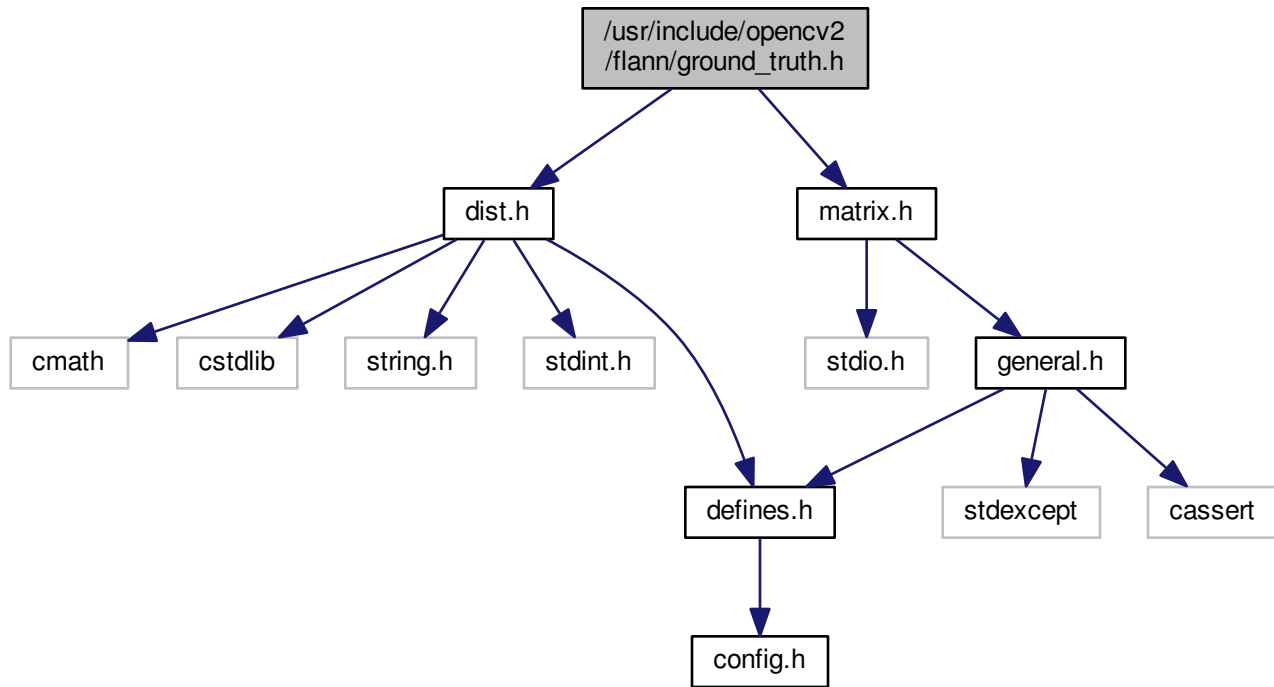 /usr/include/opencv2
/flann/ground_truth.h
dist.h
matrix.h
cmath
cstdlib
string.h
stdint.h
stdio.h
general.h
defines.h
stdexcept
cassert
config.h